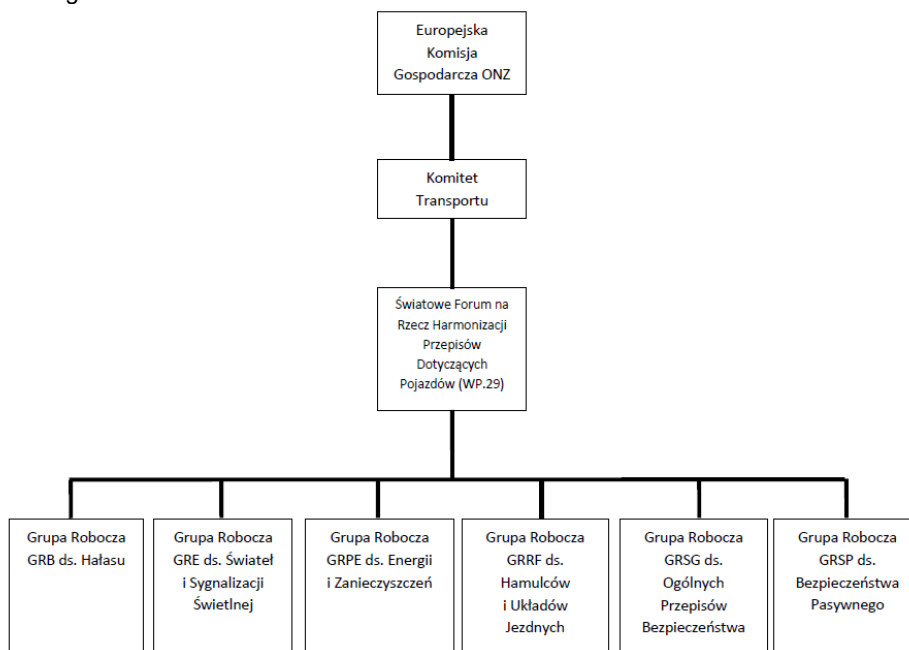 Europejska
Komisja
Gospodarcza ONZ
Komitet
Transportu
Światowe Forum na
Rzecz Harmonizacji
Przepisów
Dotyczących
Pojazdów (WP.29)
Grupa Robocza
GRB ds. Hałasu
Grupa Robocza
GRE ds. Świateł
i Sygnalizacji
Świetlnej
Grupa Robocza
GRPE ds. Energii
i Zanieczyszczeń
Grupa Robocza
GRRF ds.
Hamulców
i Układów
Jezdnych
Grupa Robocza
GRSG ds.
Ogólnych
Przepisów
Bezpieczeństwa
Grupa Robocza
GRSP ds.
Bezpieczeństwa
Pasywnego